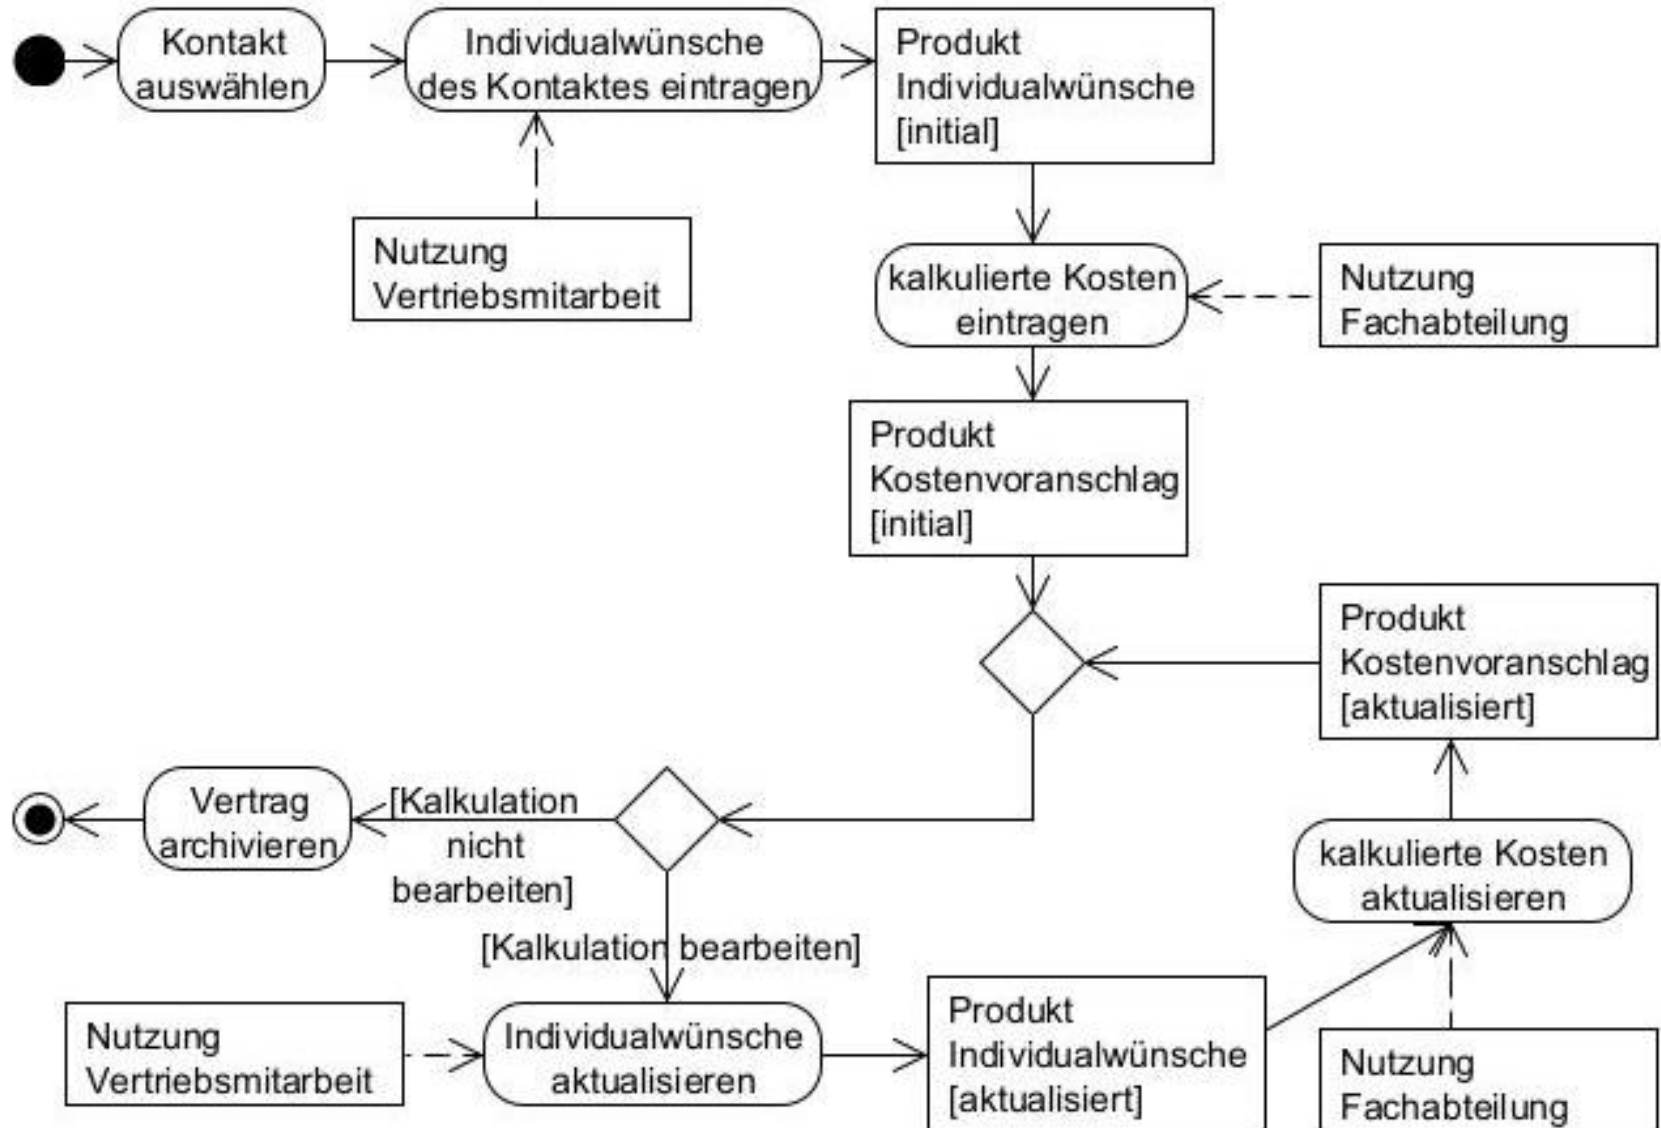 Kontakt
auswählen
Individualwünsche
des Kontaktes eintragen
Produkt
Individualwünsche
[initial]
Nutzung
Vertriebsmitarbeit
kalkulierte Kosten
eintragen
Nutzung
Fachabteilung
Produkt
Kostenvoranschlag
[initial]
Produkt
Kostenvoranschlag
[aktualisiert]
Vertrag
archivieren
[Kalkulation
nicht
bearbeiten]
kalkulierte Kosten
aktualisieren
[Kalkulation bearbeiten]
Nutzung
Vertriebsmitarbeit
Individualwünsche
aktualisieren
Produkt
Individualwünsche
[aktualisiert]
Nutzung
Fachabteilung